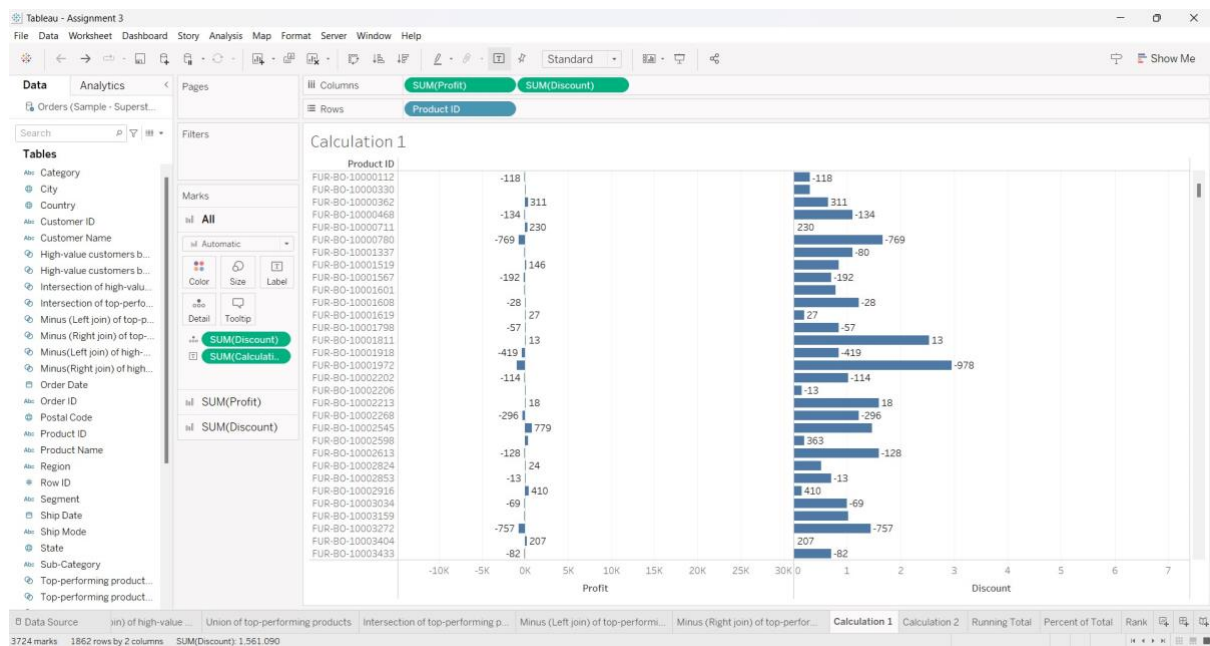 Tableau - Assignment 3
File Data Worksheet Dashboard Story Analysis Map Format Server Window Help
Standard
Show Me
Data Analytics
Orders (Sample - Superst...
Search
Tables
Abc Category
City
Country
Abc Customer ID
Abc Customer Name
High-value customers b...
High-value customers b...
Intersection of high-valu...
Intersection of top-perfo...
Minus (Left join) of top-p...
Minus (Right join) of top-...
Minus(Left join) of high-...
Minus(Right join) of high...
Order Date
Abc Order ID
Postal Code
Abc Product ID
Abc Product Name
Abc Region
# Row ID
Abc Segment
Ship Date
Abc Ship Mode
State
Abc Sub-Category
Top-performing product...
Top-performing product...
Pages
Filters
Marks
All
Automatic
Color Size Label
Detail Tooltip
SUM(Discount)
SUM(Calculati..
SUM(Profit)
SUM(Discount)
Columns SUM(Profit) SUM(Discount)
Rows Product ID
Calculation 1
Product ID
FUR-BO-10000112 -118 -118
FUR-BO-10000330
FUR-BO-10000362 311 311
FUR-BO-10000468 -134 -134
FUR-BO-10000711 230 230
FUR-BO-10000780 -769 -769
FUR-BO-10001337 -80
FUR-BO-10001519 146
FUR-BO-10001567 -192 -192
FUR-BO-10001601
FUR-BO-10001608 -28 -28
FUR-BO-10001619 27 27
FUR-BO-10001798 -57 -57
FUR-BO-10001811 13 13
FUR-BO-10001918 -419 -419
FUR-BO-10001972 -978
FUR-BO-10002202 -114 -114
FUR-BO-10002206 -13
FUR-BO-10002213 18 18
FUR-BO-10002268 -296 -296
FUR-BO-10002545 779
FUR-BO-10002598 363
FUR-BO-10002613 -128 -128
FUR-BO-10002824 24
FUR-BO-10002853 -13 -13
FUR-BO-10002916 410 410
FUR-BO-10003034 -69 -69
FUR-BO-10003159
FUR-BO-10003272 -757 -757
FUR-BO-10003404 207 207
FUR-BO-10003433 -82 -82
-10K -5K 0K 5K 10K 15K 20K 25K 30K 0 1 2 3 4 5 6 7
Profit Discount
Data Source oin) of high-value ... Union of top-performing products Intersection of top-performing p... Minus (Left join) of top-performi... Minus (Right join) of top-perfor... Calculation 1 Calculation 2 Running Total Percent of Total Rank
3724 marks 1862 rows by 2 columns SUM(Discount): 1.561.090